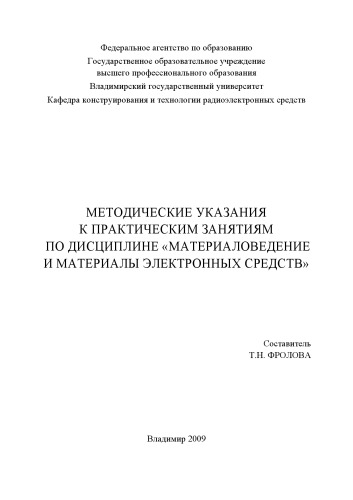 Федеральное агентство по образованию
Государственное образовательное учреждение
высшего профессионального образования
Владимирский государственный университет
Кафедра конструирования и технологии радиоэлектронных средств
МЕТОДИЧЕСКИЕ УКАЗАНИЯ
К ПРАКТИЧЕСКИМ ЗАНЯТИЯМ
ПО ДИСЦИПЛИНЕ «МАТЕРИАЛОВЕДЕНИЕ
И МАТЕРИАЛЫ ЭЛЕКТРОННЫХ СРЕДСТВ»
Составитель
Т.Н. ФРОЛОВА
Владимир 2009